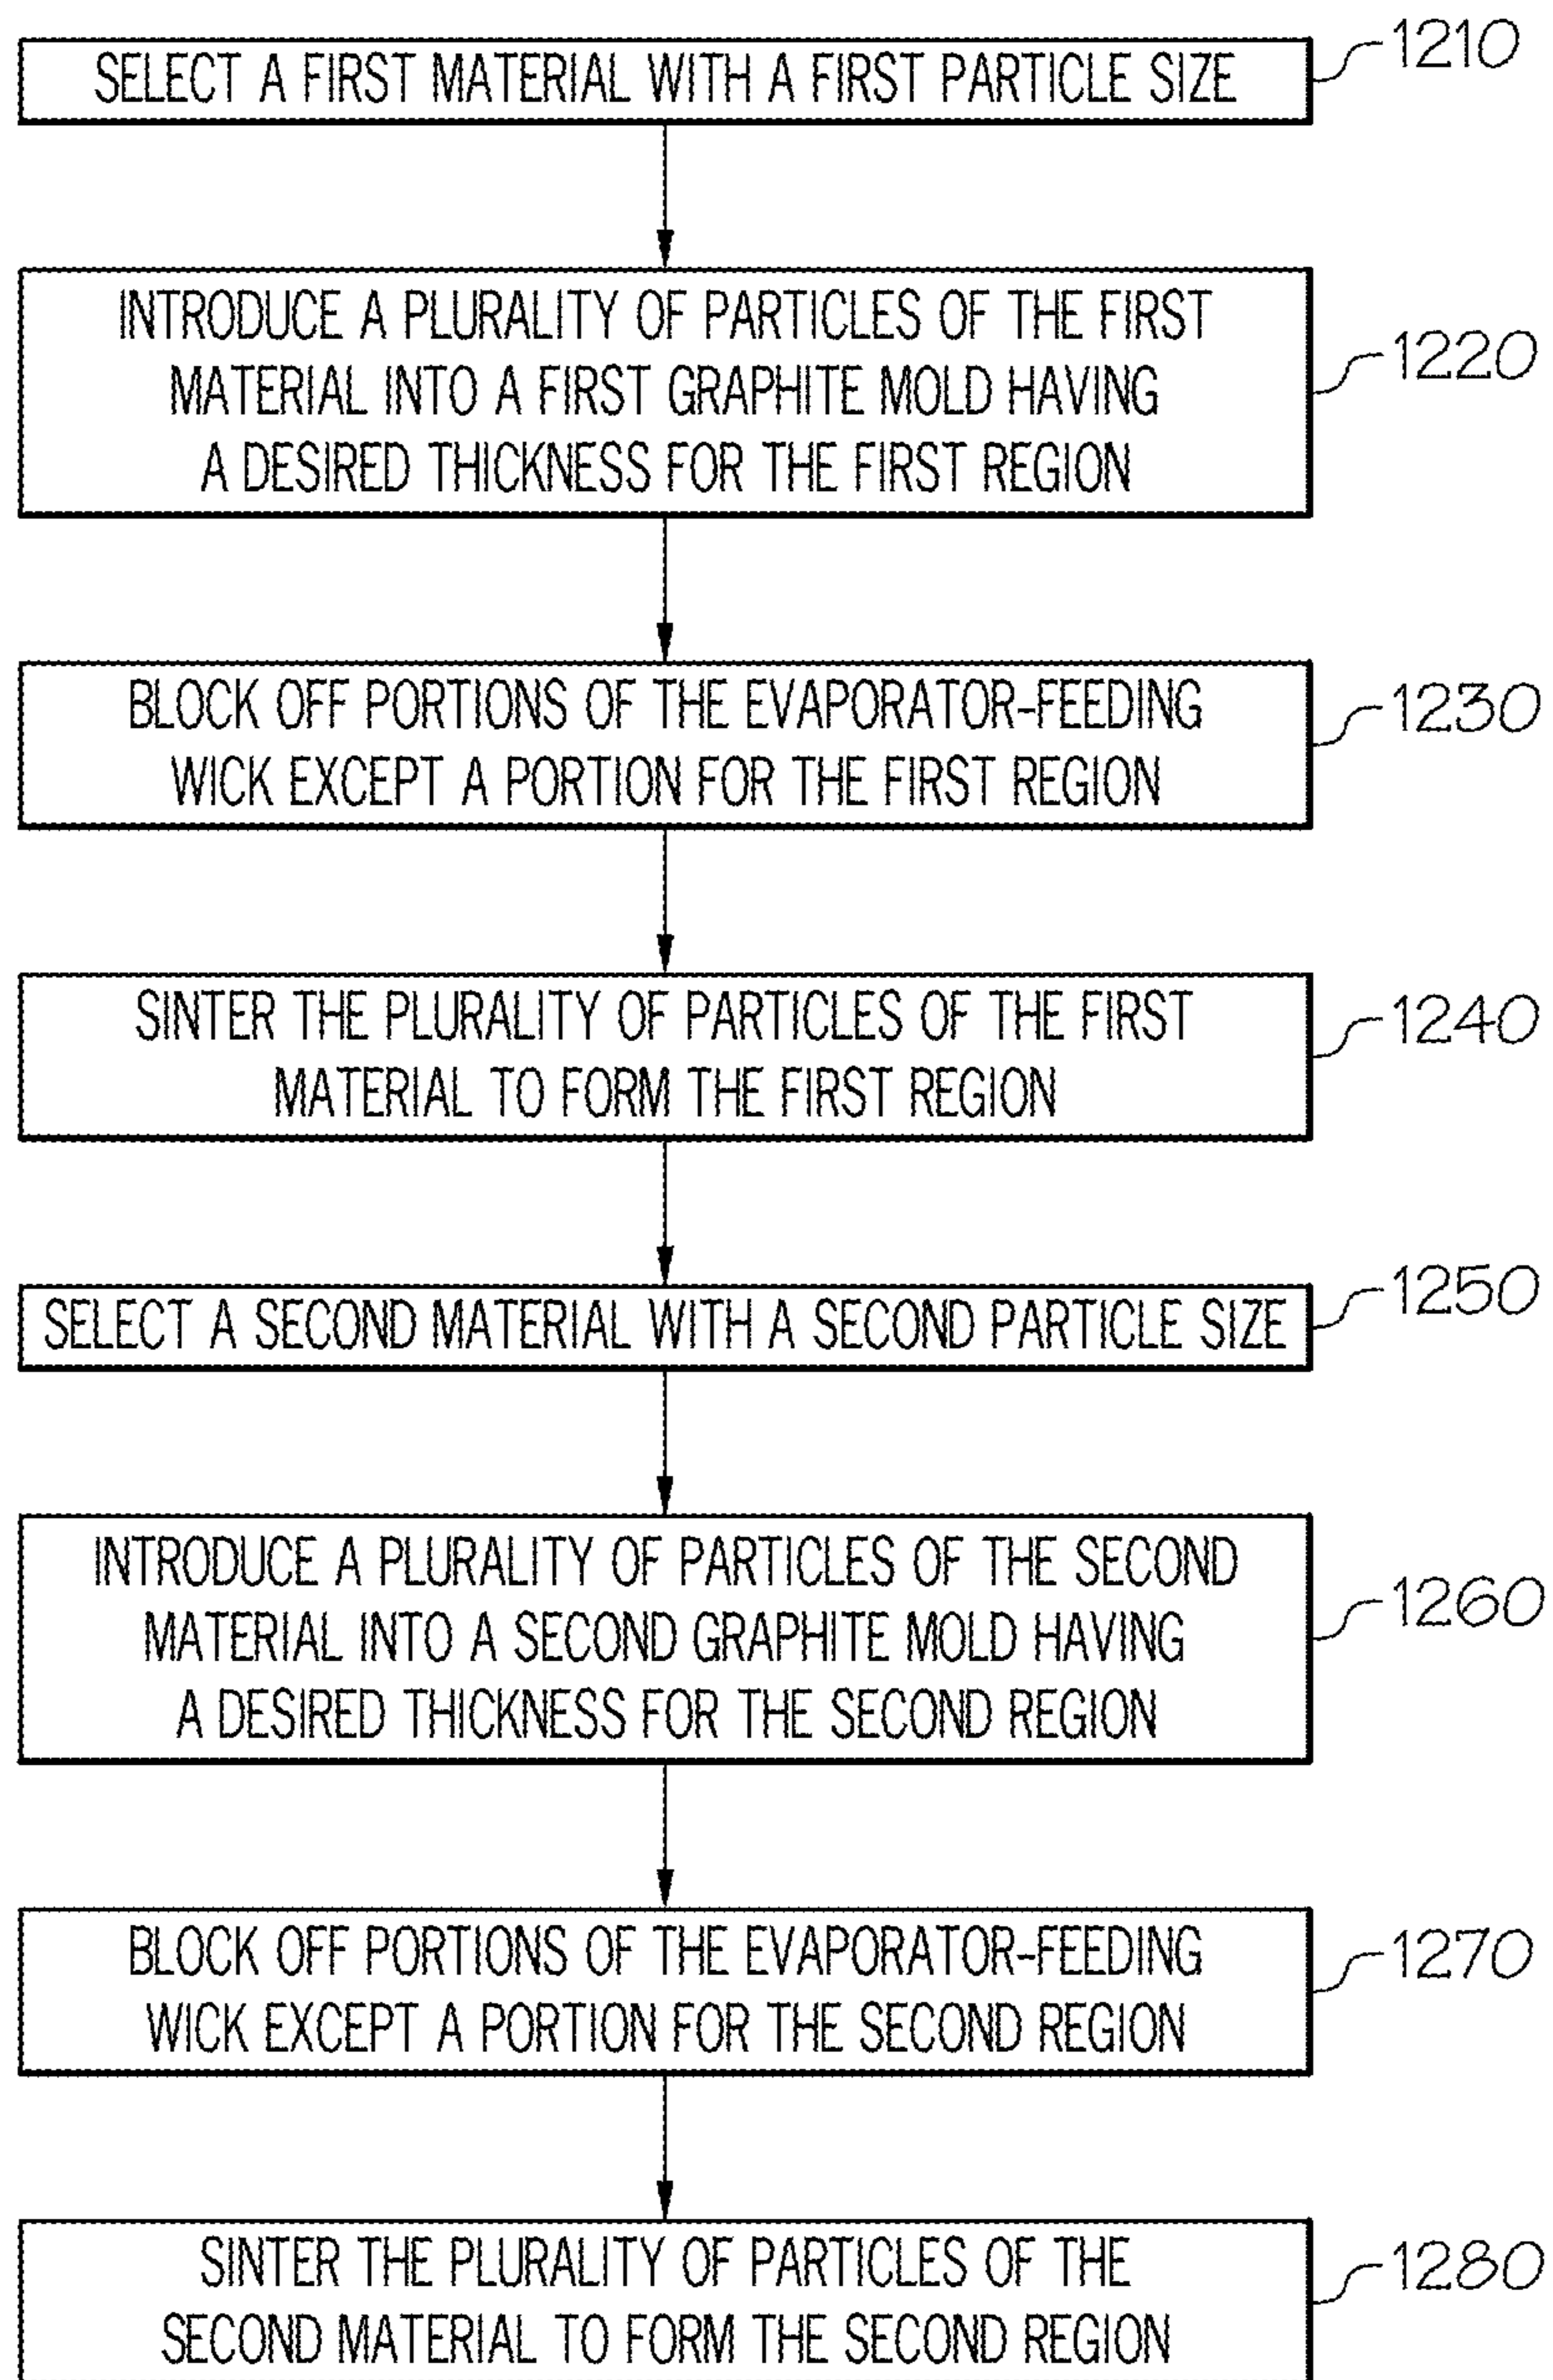 SELECT A FIRST MATERIAL WITH A FIRST PARTICLE SIZE
1210
INTRODUCE A PLURALITY OF PARTICLES OF THE FIRST
MATERIAL INTO A FIRST GRAPHITE MOLD HAVING
A DESIRED THICKNESS FOR THE FIRST REGION
1220
BLOCK OFF PORTIONS OF THE EVAPORATOR-FEEDING
WICK EXCEPT A PORTION FOR THE FIRST REGION
1230
SINTER THE PLURALITY OF PARTICLES OF THE FIRST
MATERIAL TO FORM THE FIRST REGION
1240
SELECT A SECOND MATERIAL WITH A SECOND PARTICLE SIZE
1250
INTRODUCE A PLURALITY OF PARTICLES OF THE SECOND
MATERIAL INTO A SECOND GRAPHITE MOLD HAVING
A DESIRED THICKNESS FOR THE SECOND REGION
1260
BLOCK OFF PORTIONS OF THE EVAPORATOR-FEEDING
WICK EXCEPT A PORTION FOR THE SECOND REGION
1270
SINTER THE PLURALITY OF PARTICLES OF THE
SECOND MATERIAL TO FORM THE SECOND REGION
1280